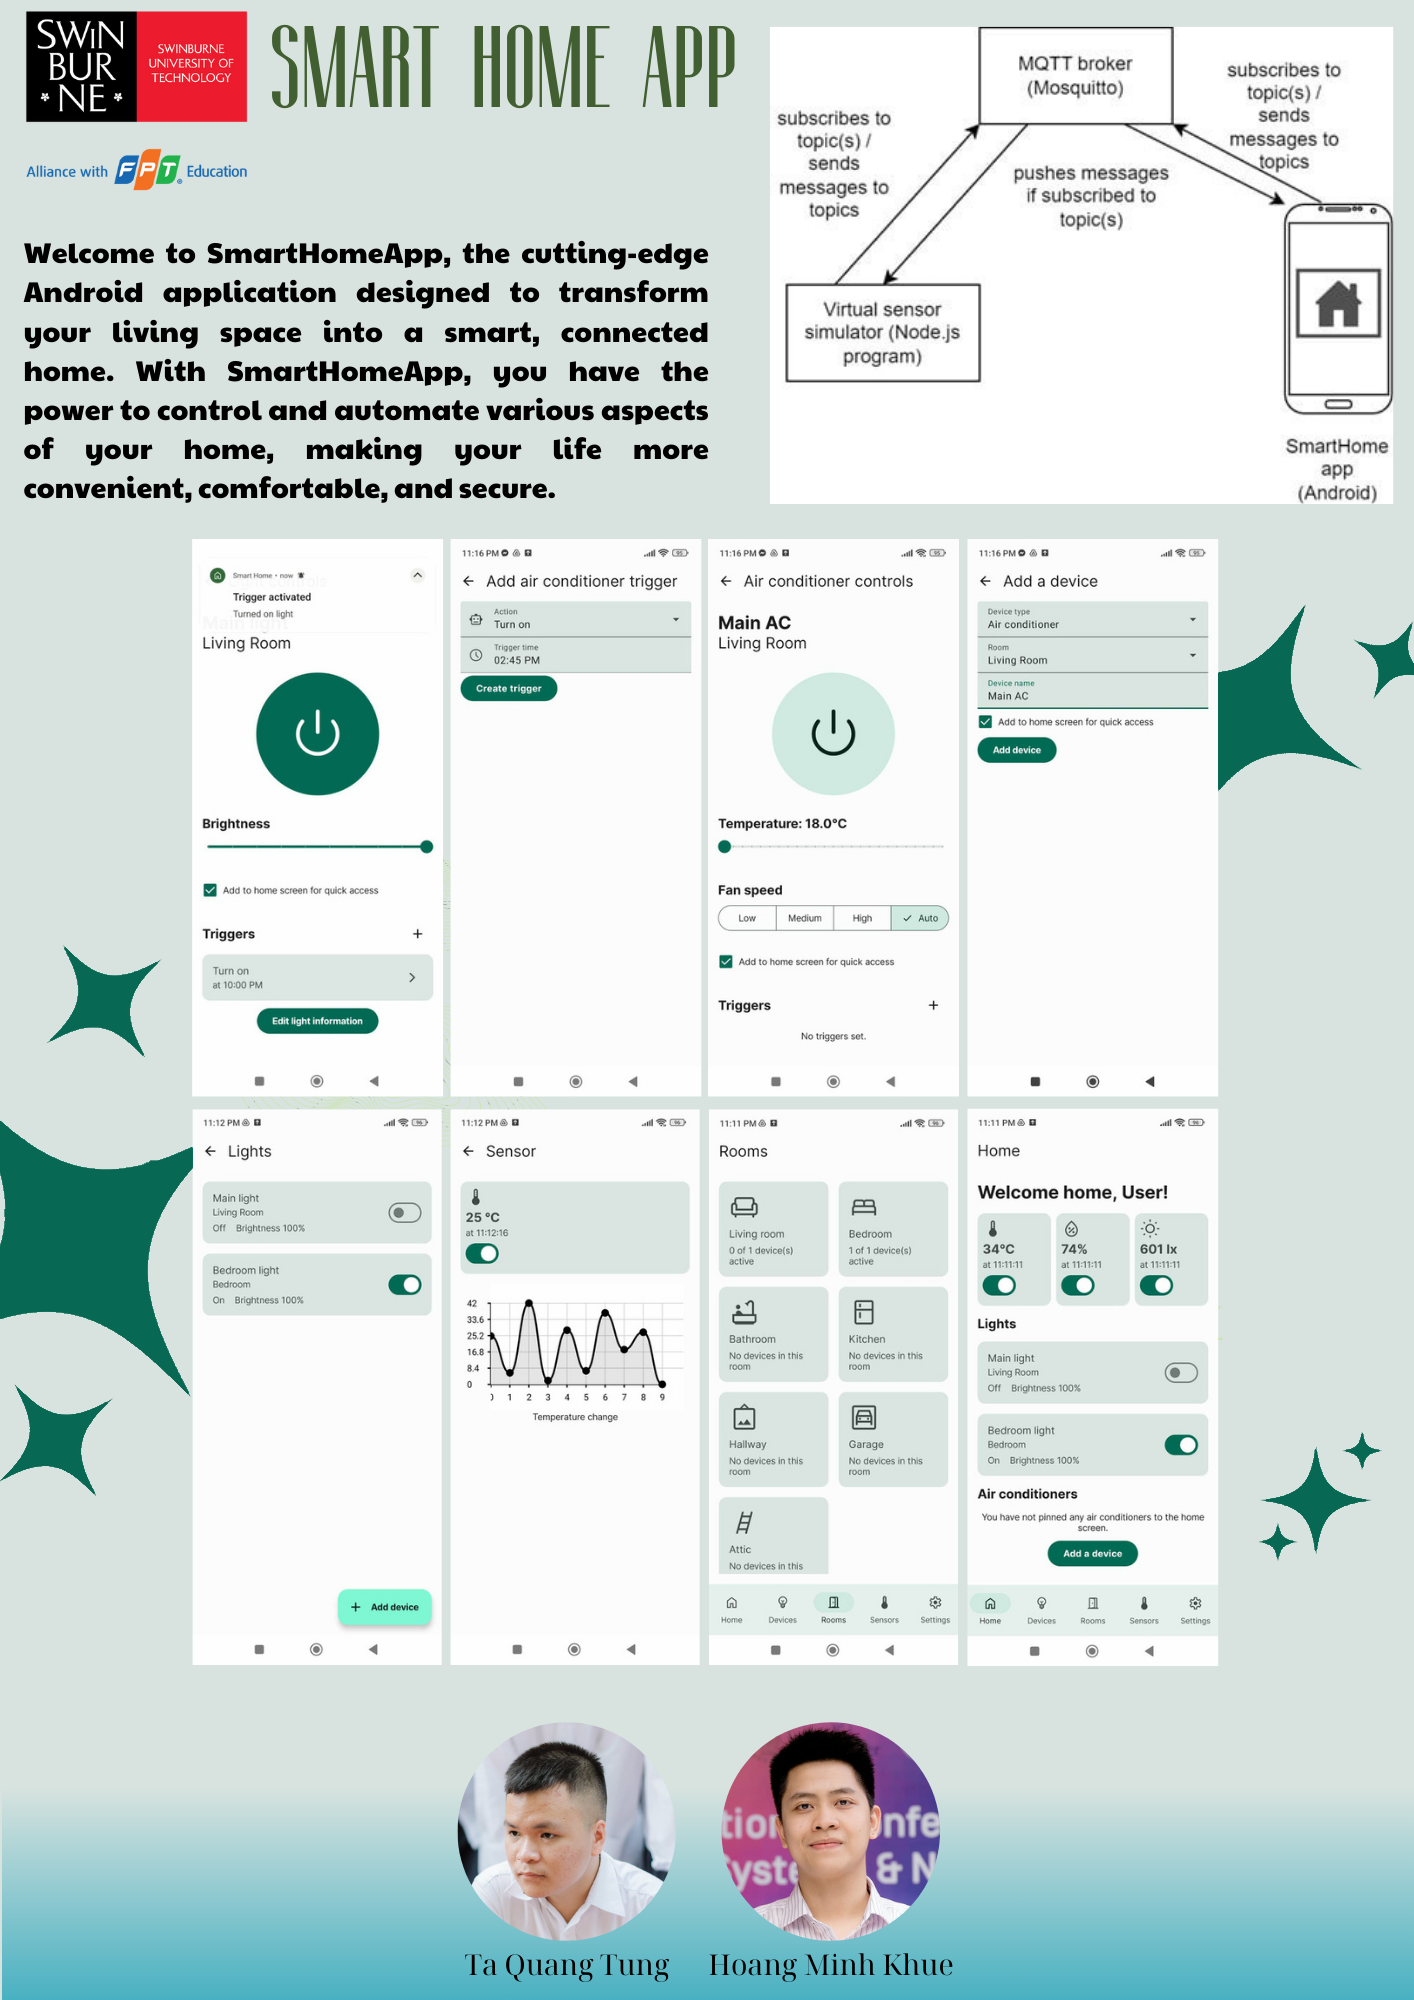 SWIN
BUR
* NE *
SWINBURNE
UNIVERSITY OF
TECHNOLOGY
SMART HOME APP
Alliance with FPT Education
Welcome to SmartHomeApp, the cutting-edge
Android application designed to transform
your living space into a smart, connected
home. With SmartHomeApp, you have the
power to control and automate various aspects
of your home, making your life more
convenient, comfortable, and secure.
MQTT broker
(Mosquitto)
subscribes to
topic(s) /
sends
messages to
topics
subscribes to
topic(s) /
sends
messages to
topics
pushes messages
if subscribed to
topic(s)
Virtual sensor
simulator (Node.js
program)
SmartHome
app
(Android)
Smart Home • now
Trigger activated
Turned on light
Main light
Living Room
Brightness
Add to home screen for quick access
Triggers +
Turn on
at 10:00 PM
Edit light information
11:16 PM
95
Add air conditioner trigger
Action
Turn on
Trigger time
02:45 PM
Create trigger
11:16 PM
95
Air conditioner controls
Main AC
Living Room
Temperature: 18.0°C
Fan speed
Low Medium High Auto
Add to home screen for quick access
Triggers +
No triggers set.
11:16 PM
95
Add a device
Device type
Air conditioner
Room
Living Room
Device name
Main AC
Add to home screen for quick access
Add device
11:12 PM
96
Lights
Main light
Living Room
Off Brightness 100%
Bedroom light
Bedroom
On Brightness 100%
+ Add device
11:12 PM
96
Sensor
25 °C
at 11:12:16
42
33.6
25.2
16.8
8.4
0
1 2 3 4 5 6 7 8 9
Temperature change
11:11 PM
96
Rooms
Living room
0 of 1 device(s)
active
Bedroom
1 of 1 device(s)
active
Bathroom
No devices in this
room
Kitchen
No devices in this
room
Hallway
No devices in this
room
Garage
No devices in this
room
Attic
No devices in this
Home Devices Rooms Sensors Settings
11:11 PM
96
Home
Welcome home, User!
34°C
at 11:11:11
74%
at 11:11:11
601 lx
at 11:11:11
Lights
Main light
Living Room
Off Brightness 100%
Bedroom light
Bedroom
On Brightness 100%
Air conditioners
You have not pinned any air conditioners to the home
screen.
Add a device
Home Devices Rooms Sensors Settings
tion
nfe
yste
& N
Ta Quang Tung
Hoang Minh Khue